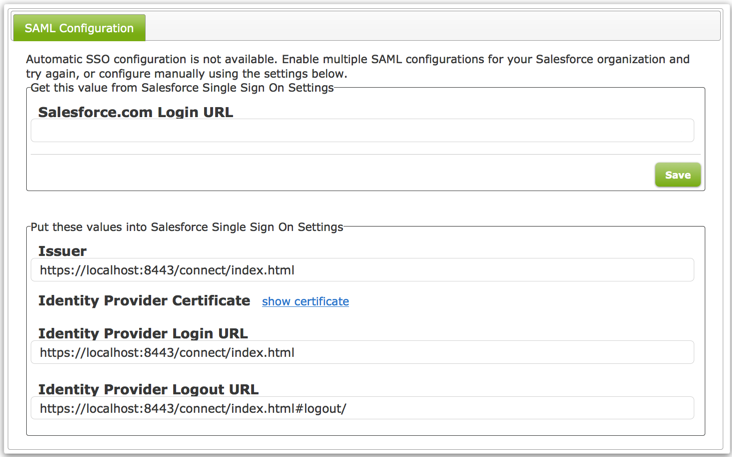 SAML Configuration
Automatic SSO configuration is not available. Enable multiple SAML configurations for your Salesforce organization and
try again, or configure manually using the settings below.
Get this value from Salesforce Single Sign On Settings
Salesforce.com Login URL
Save
Put these values into Salesforce Single Sign On Settings
Issuer
https://localhost:8443/connect/index.html
Identity Provider Certificate show certificate
Identity Provider Login URL
https://localhost:8443/connect/index.html
Identity Provider Logout URL
https://localhost:8443/connect/index.html#logout/